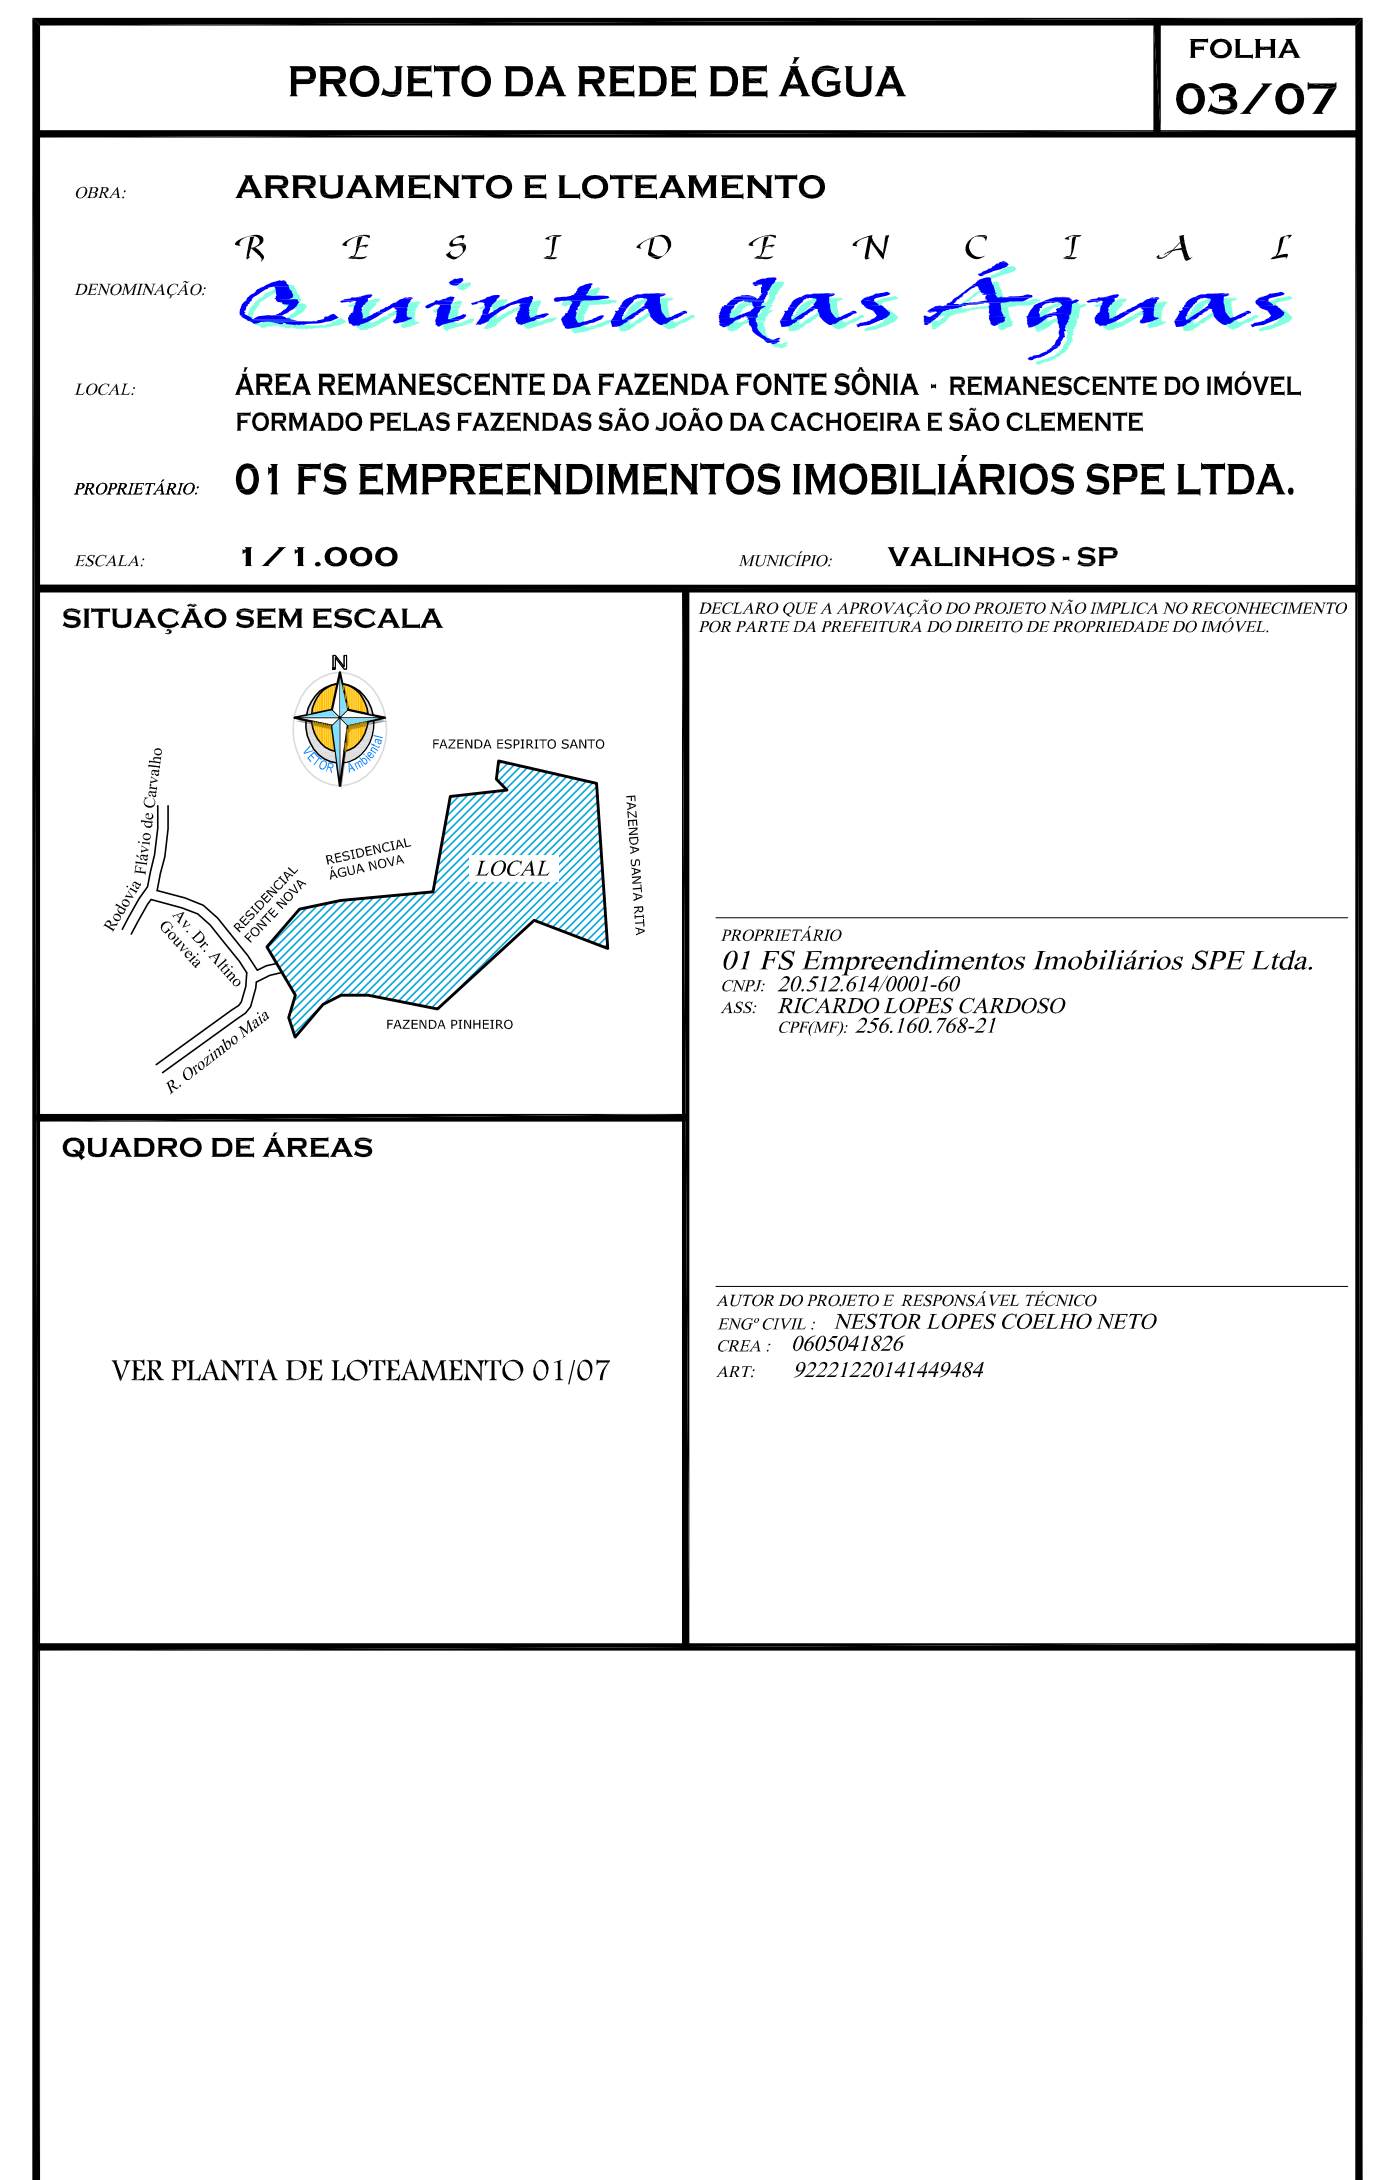 PROJETO DA REDE DE ÁGUA
FOLHA
03/07
OBRA: ARRUAMENTO E LOTEAMENTO
R E S I D E N C I A L
DENOMINAÇÃO: Quinta das Águas
LOCAL: ÁREA REMANESCENTE DA FAZENDA FONTE SÔNIA - REMANESCENTE DO IMÓVEL
FORMADO PELAS FAZENDAS SÃO JOÃO DA CACHOEIRA E SÃO CLEMENTE
PROPRIETÁRIO: 01 FS EMPREENDIMENTOS IMOBILIÁRIOS SPE LTDA.
ESCALA: 1/1.000 MUNICÍPIO: VALINHOS - SP
SITUAÇÃO SEM ESCALA
N
VETOR Ambiental
FAZENDA ESPIRITO SANTO
Rodovia Flávio de Carvalho
FAZENDA SANTA RITA
RESIDENCIAL
ÁGUA NOVA
RESIDENCIAL
FONTE NOVA
LOCAL
Av. Dr. Altino
Gouveia
FAZENDA PINHEIRO
R. Orozimbo Maia
QUADRO DE ÁREAS
VER PLANTA DE LOTEAMENTO 01/07
DECLARO QUE A APROVAÇÃO DO PROJETO NÃO IMPLICA NO RECONHECIMENTO
POR PARTE DA PREFEITURA DO DIREITO DE PROPRIEDADE DO IMÓVEL.
PROPRIETÁRIO
01 FS Empreendimentos Imobiliários SPE Ltda.
CNPJ: 20.512.614/0001-60
ASS: RICARDO LOPES CARDOSO
CPF(MF): 256.160.768-21
AUTOR DO PROJETO E RESPONSÁVEL TÉCNICO
ENGº CIVIL : NESTOR LOPES COELHO NETO
CREA : 0605041826
ART: 92221220141449484